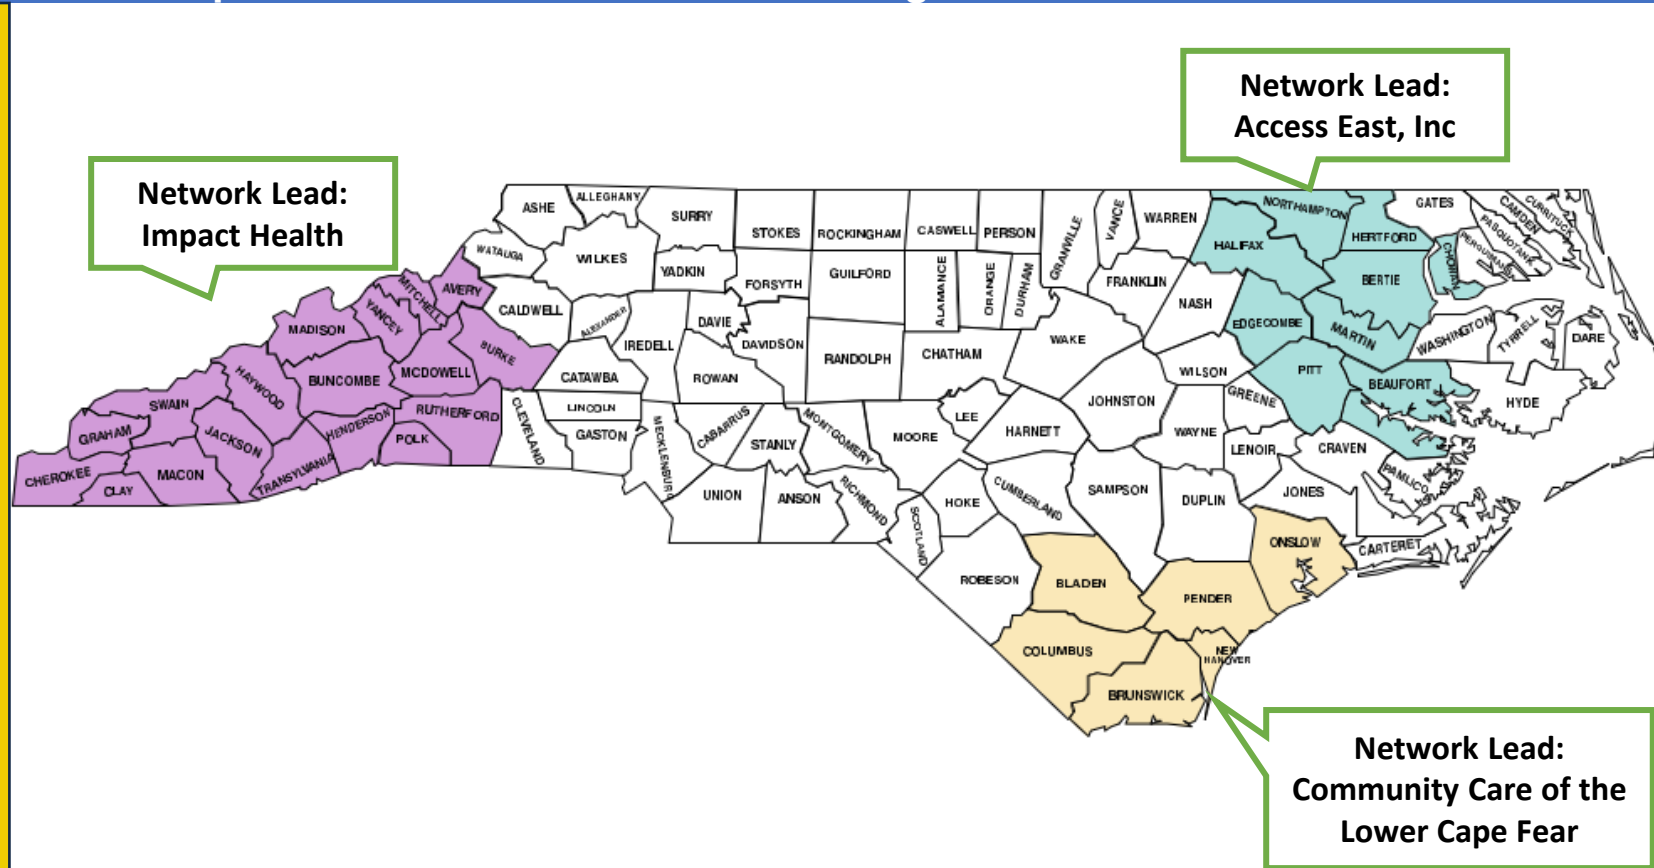 Network Lead:
Access East, Inc
Network Lead:
Impact Health
ASHE
ALLEGHANY
SURRY
STOKES
ROCKINGHAM
CASWELL
PERSON
GRANVILLE
VANCE
WARREN
NORTHAMPTON
GATES
CAMDEN
CURRITUCK
PASQUOTANK
PERQUIMANS
HALIFAX
HERTFORD
CHOWAN
WATAUGA
WILKES
YADKIN
FORSYTH
GUILFORD
ALAMANCE
ORANGE
DURHAM
FRANKLIN
NASH
BERTIE
MITCHELL
AVERY
CALDWELL
ALEXANDER
IREDELL
DAVIE
DAVIDSON
RANDOLPH
CHATHAM
WAKE
EDGECOMBE
MARTIN
WASHINGTON
TYRRELL
DARE
MADISON
YANCEY
BURKE
MCDOWELL
BUNCOMBE
HAYWOOD
CATAWBA
ROWAN
WILSON
PITT
BEAUFORT
HYDE
SWAIN
GRAHAM
JACKSON
HENDERSON
RUTHERFORD
POLK
CLEVELAND
LINCOLN
GASTON
MECKLENBURG
CABARRUS
STANLY
MONTGOMERY
MOORE
LEE
HARNETT
JOHNSTON
WAYNE
GREENE
LENOIR
CRAVEN
PAMLICO
CHEROKEE
CLAY
MACON
TRANSYLVANIA
UNION
ANSON
RICHMOND
SCOTLAND
HOKE
CUMBERLAND
SAMPSON
DUPLIN
JONES
CARTERET
ONSLOW
ROBESON
BLADEN
PENDER
COLUMBUS
NEW
HANOVER
BRUNSWICK
Network Lead:
Community Care of the
Lower Cape Fear